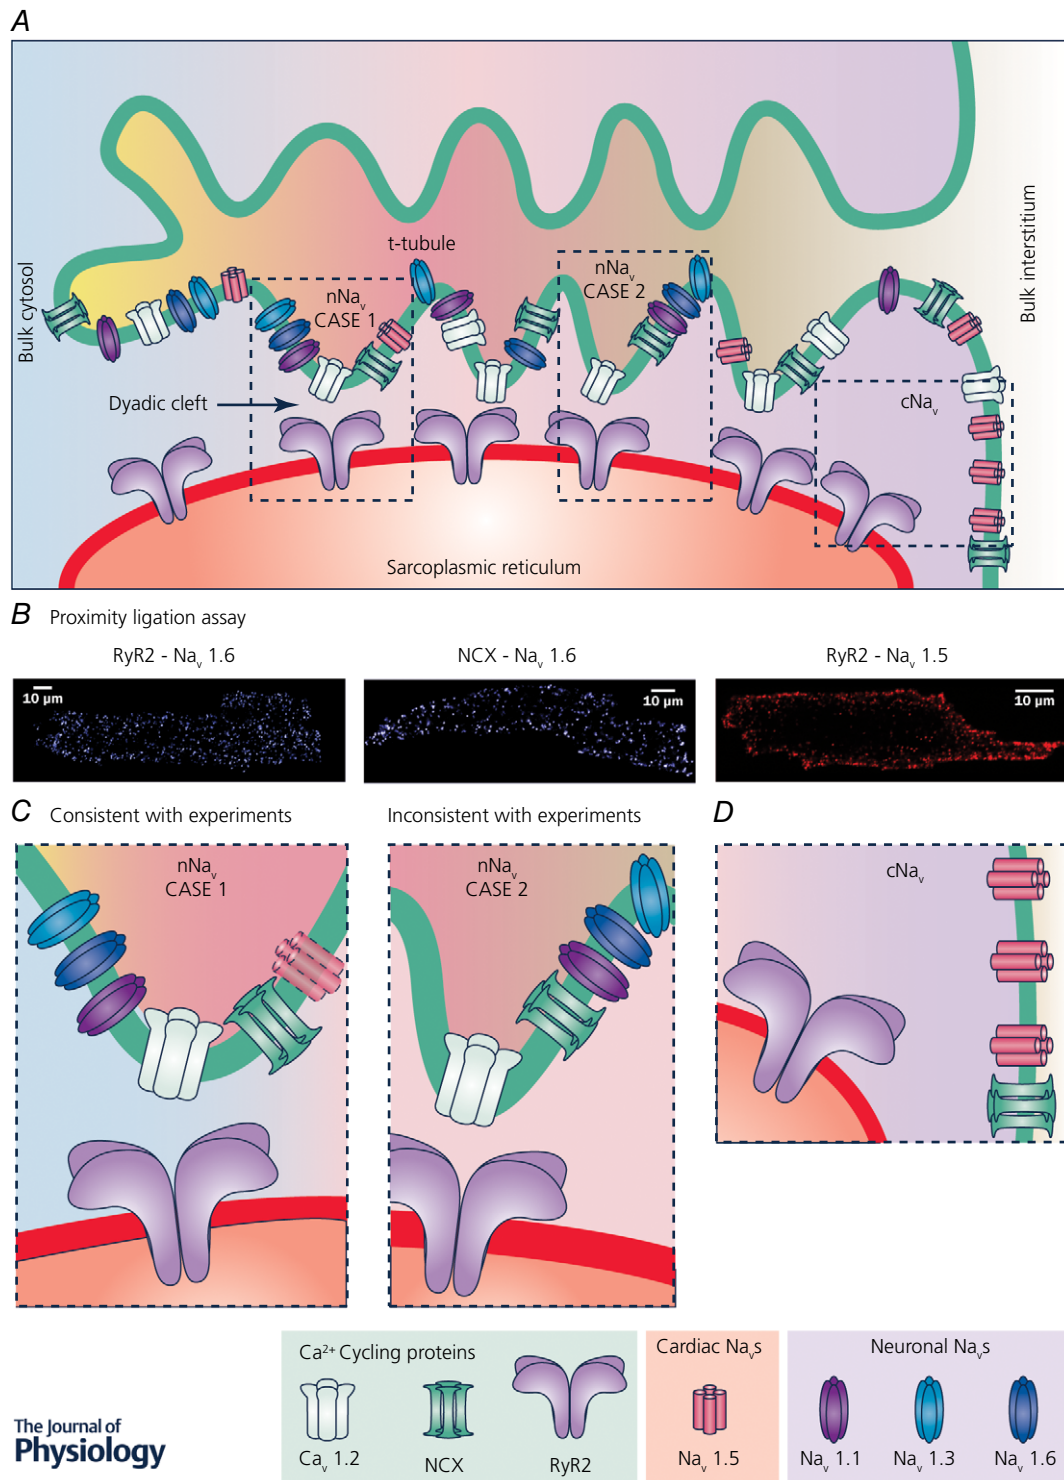 A
Bulk cytosol
t-tubule
nNav
CASE 1
nNav
CASE 2
Bulk interstitium
Dyadic cleft
cNav
Sarcoplasmic reticulum
B Proximity ligation assay
RyR2 - Nav 1.6
NCX - Nav 1.6
RyR2 - Nav 1.5
10 µm
10 µm
10 µm
C Consistent with experiments
Inconsistent with experiments
D
nNav
CASE 1
nNav
CASE 2
cNav
Ca2+ Cycling proteins
Cardiac Navs
Neuronal Navs
Cav 1.2
NCX
RyR2
Nav 1.5
Nav 1.1
Nav 1.3
Nav 1.6
The Journal of
Physiology